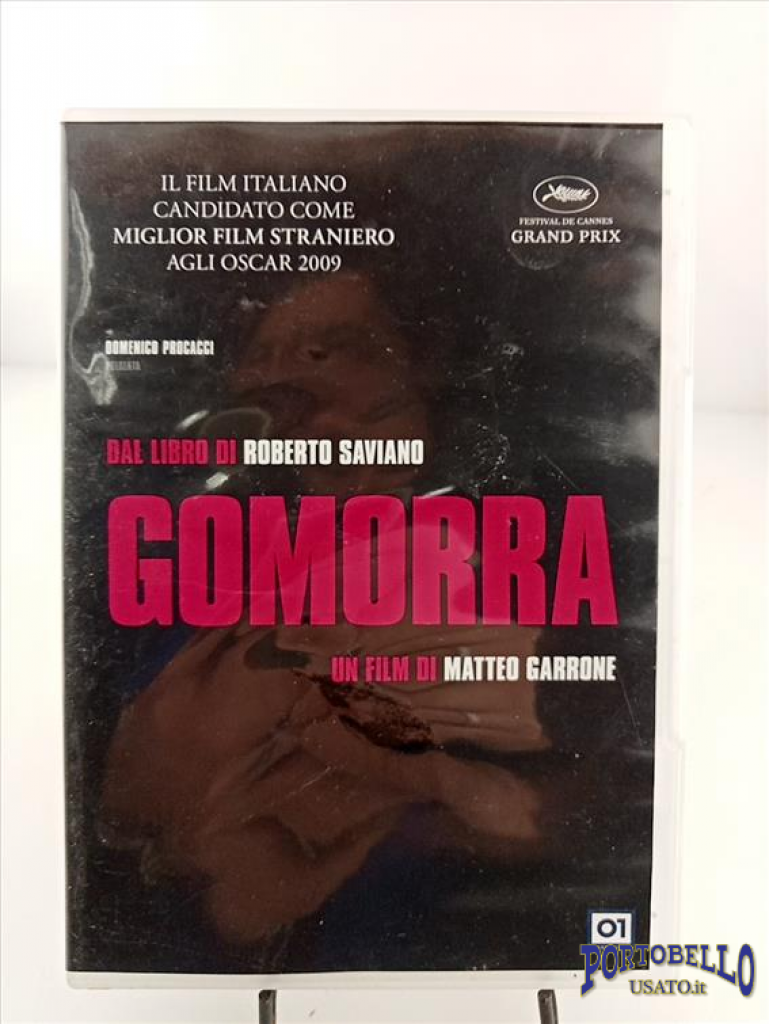 IL FILM ITALIANO
CANDIDATO COME
MIGLIOR FILM STRANIERO
AGLI OSCAR 2009
FESTIVAL DE CANNES
GRAND PRIX
DOMENICO PROCACCI
PRESENTA
DAL LIBRO DI ROBERTO SAVIANO
GOMORRA
UN FILM DI MATTEO GARRONE
01
PORTOBELLO
USATO.it